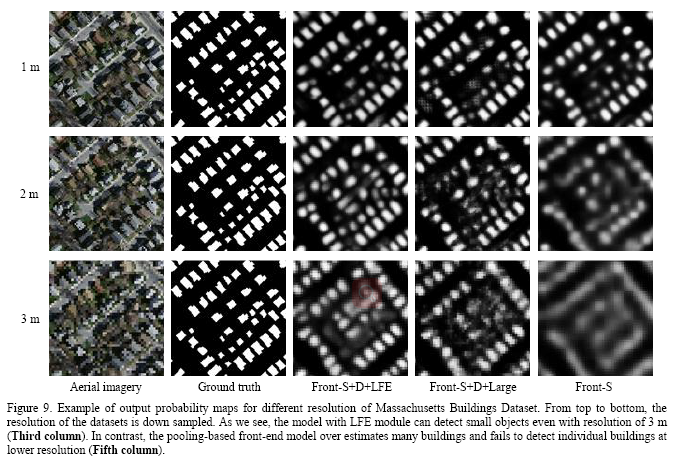 1 m
2 m
3 m
Aerial imagery
Ground truth
Front-S+D+LFE
Front-S+D+Large
Front-S
Figure 9. Example of output probability maps for different resolution of Massachusetts Buildings Dataset. From top to bottom, the
resolution of the datasets is down sampled. As we see, the model with LFE module can detect small objects even with resolution of 3 m
(Third column). In contrast, the pooling-based front-end model over estimates many buildings and fails to detect individual buildings at
lower resolution (Fifth column).